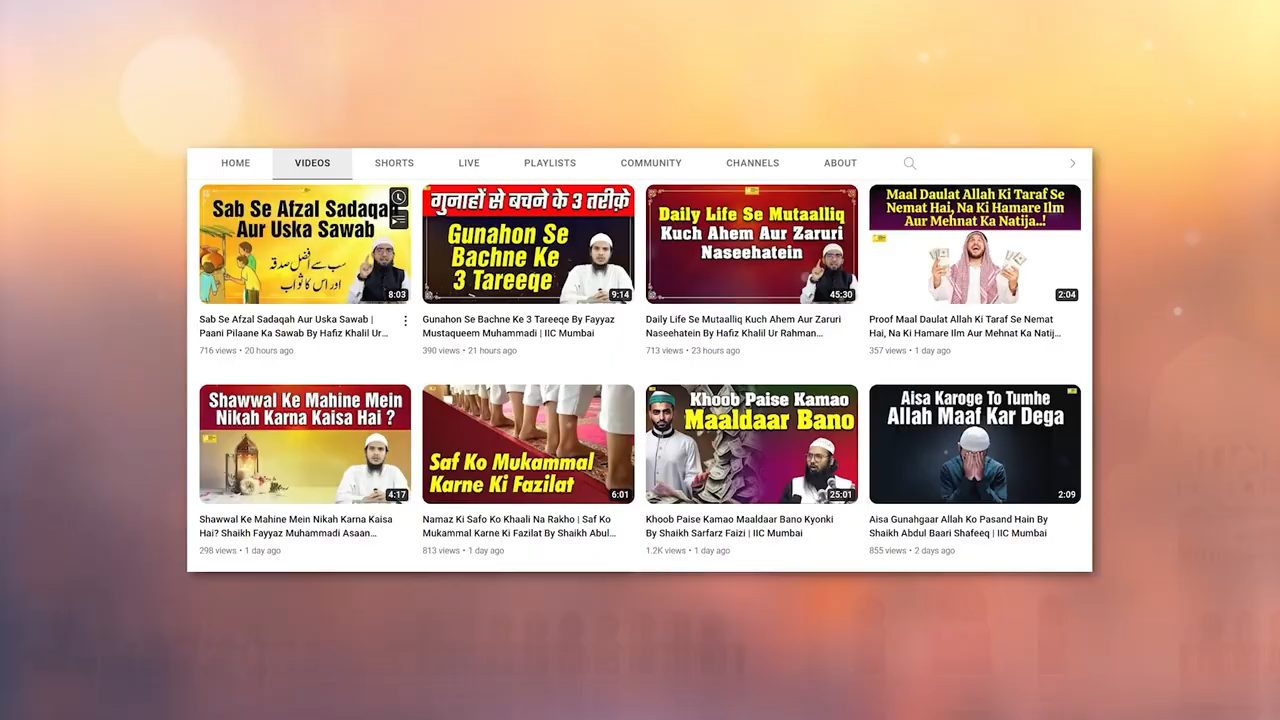 HOME
VIDEOS
SHORTS
LIVE
PLAYLISTS
COMMUNITY
CHANNELS
ABOUT
Sab Se Afzal Sadaqa
Aur Uska Sawab
سب سے افضل صدقہ
اور اس کا ثواب
8:03
Sab Se Afzal Sadaqah Aur Uska Sawab |
Paani Pilaane Ka Sawab By Hafiz Khalil Ur...
716 views • 20 hours ago
गुनाहों से बचने के 3 तरीक़े
Gunahon Se
Bachne Ke
3 Tareeqe
9:14
Gunahon Se Bachne Ke 3 Tareeqe By Fayyaz
Mustaqueem Muhammadi | IIC Mumbai
390 views • 21 hours ago
Daily Life Se Mutaalliq
Kuch Ahem Aur Zaruri
Naseehatein
45:30
Daily Life Se Mutaalliq Kuch Ahem Aur Zaruri
Naseehatein By Hafiz Khalil Ur Rahman...
713 views • 23 hours ago
Maal Daulat Allah Ki Taraf Se
Nemat Hai, Na Ki Hamare Ilm
Aur Mehnat Ka Natija..!
2:04
Proof Maal Daulat Allah Ki Taraf Se Nemat
Hai, Na Ki Hamare Ilm Aur Mehnat Ka Natij...
357 views • 1 day ago
Shawwal Ke Mahine Mein
Nikah Karna Kaisa Hai ?
4:17
Shawwal Ke Mahine Mein Nikah Karna Kaisa
Hai? Shaikh Fayyaz Muhammadi Asaan...
298 views • 1 day ago
Saf Ko Mukammal
Karne Ki Fazilat
6:01
Namaz Ki Safo Ko Khaali Na Rakho | Saf Ko
Mukammal Karne Ki Fazilat By Shaikh Abul...
813 views • 1 day ago
Khoob Paise Kamao
Maaldaar Bano
25:01
Khoob Paise Kamao Maaldaar Bano Kyonki
By Shaikh Sarfarz Faizi | IIC Mumbai
1.2K views • 1 day ago
Aisa Karoge To Tumhe
Allah Maaf Kar Dega
2:09
Aisa Gunahgaar Allah Ko Pasand Hain By
Shaikh Abdul Baari Shafeeq | IIC Mumbai
855 views • 2 days ago